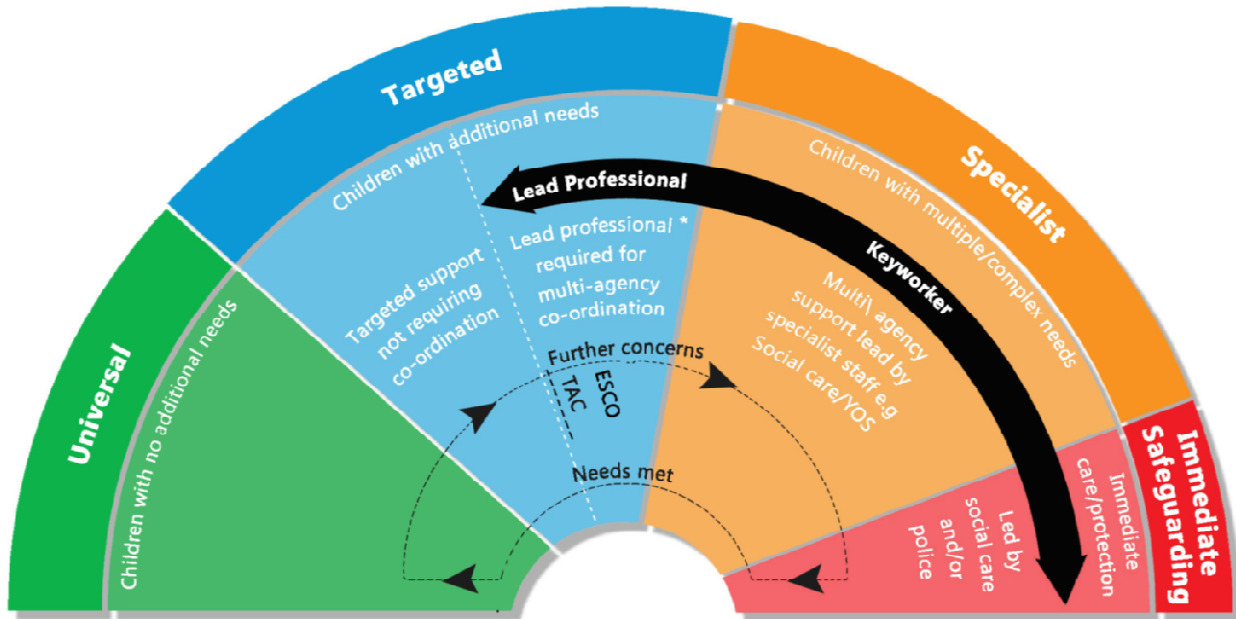 Universal
Children with no additional needs
Targeted
Children with additional needs
Targeted support
not requiring
co-ordination
Lead Professional
Lead professional *
required for
multi-agency
co-ordination
Further concerns
TAC
ESCO
Needs met
Specialist
Children with multiple/complex needs
Keyworker
Multi\ agency
support lead by
specialist staff e.g
Social care/YOS
Immediate
Safeguarding
Immediate
care/protection
Led by
social care
and/or
police